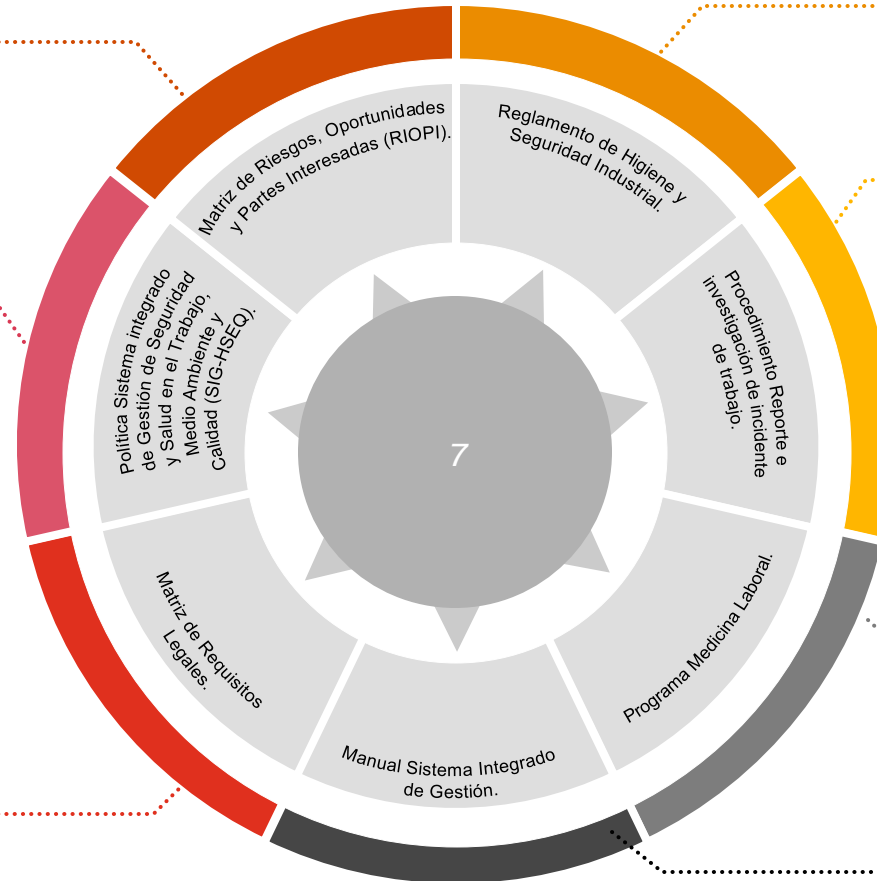 Reglamento de Higiene y
Seguridad Industrial.
Procedimiento Reporte e
investigación de incidente
de trabajo.
Programa Medicina Laboral.
Manual Sistema Integrado
de Gestión.
Matriz de Requisitos
Legales.
Política Sistema integrado
de Gestión de Seguridad
y Salud en el Trabajo,
Medio Ambiente y
Calidad (SIG-HSEQ).
Matriz de Riesgos, Oportunidades
y Partes Interesadas (RIOPI).
7